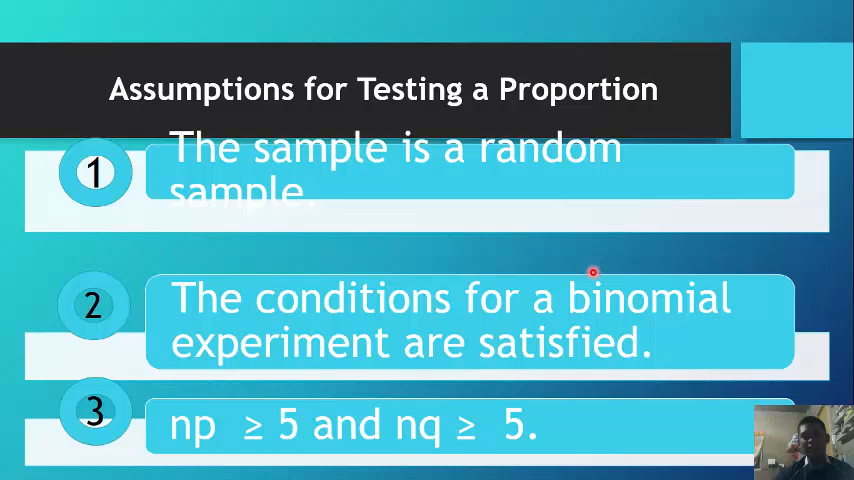 Assumptions for Testing a Proportion
1
The sample is a random
sample.
2
The conditions for a binomial
experiment are satisfied.
3
np ≥ 5 and nq ≥ 5.